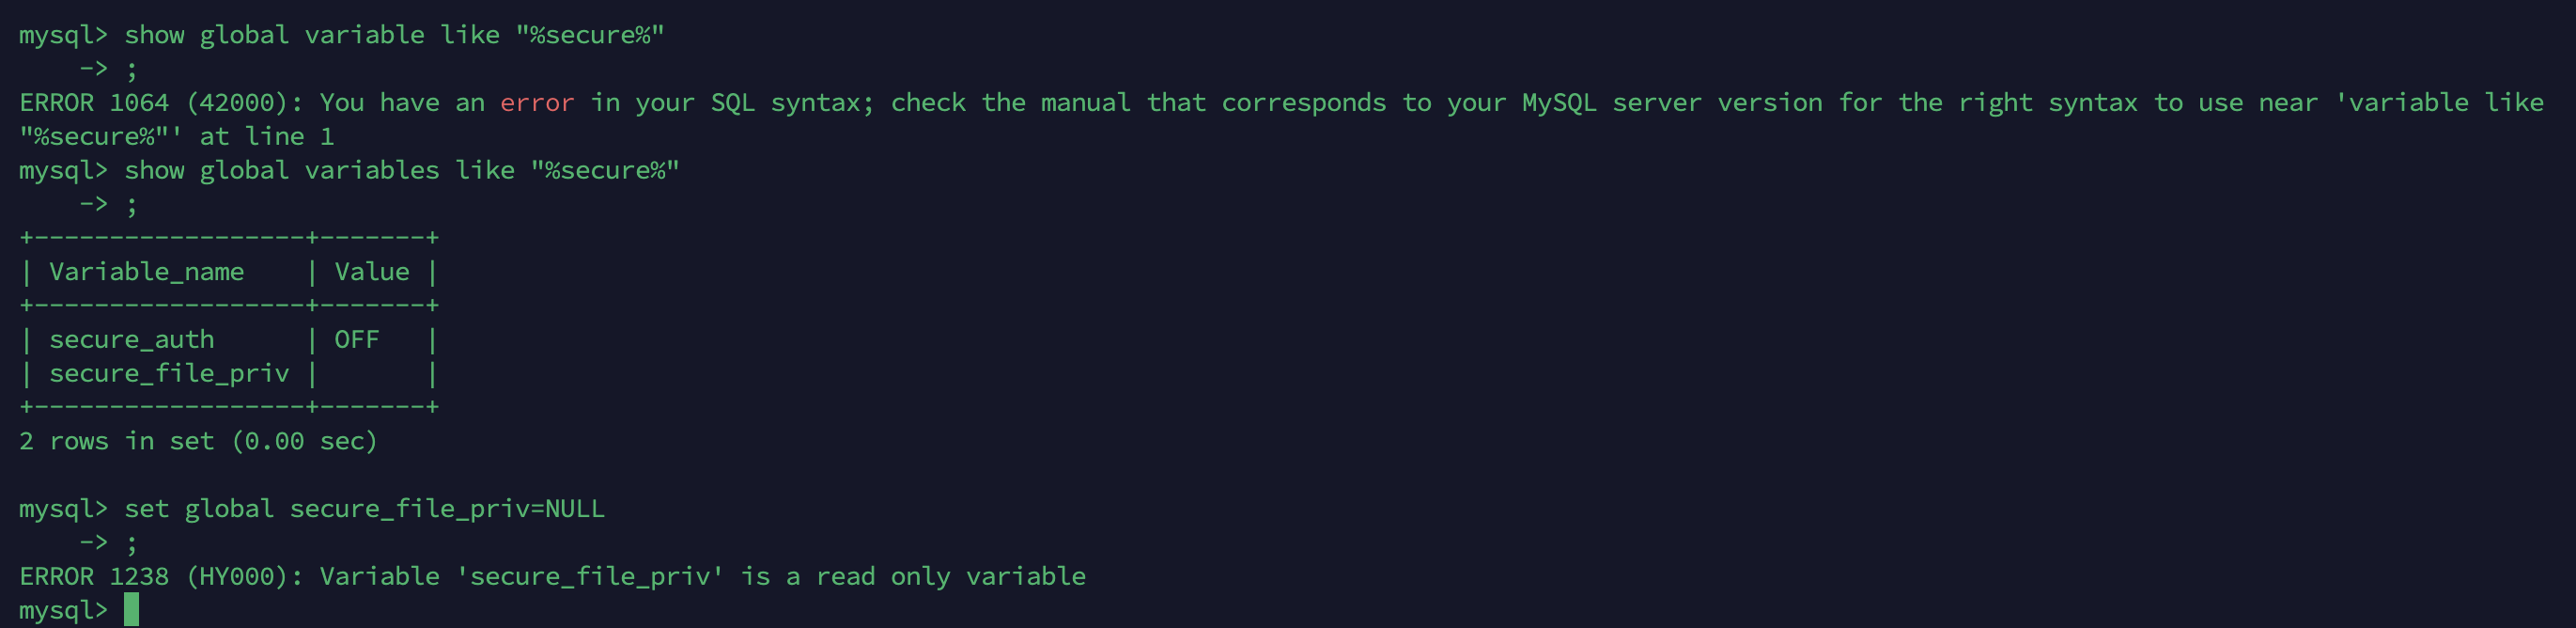 mysql> show global variable like "%secure%"
    -> ;
ERROR 1064 (42000): You have an error in your SQL syntax; check the manual that corresponds to your MySQL server version for the right syntax to use near 'variable like
"%secure%"' at line 1
mysql> show global variables like "%secure%"
    -> ;
+------------------+-------+
| Variable_name    | Value |
+------------------+-------+
| secure_auth      | OFF   |
| secure_file_priv |       |
+------------------+-------+
2 rows in set (0.00 sec)

mysql> set global secure_file_priv=NULL
    -> ;
ERROR 1238 (HY000): Variable 'secure_file_priv' is a read only variable
mysql>